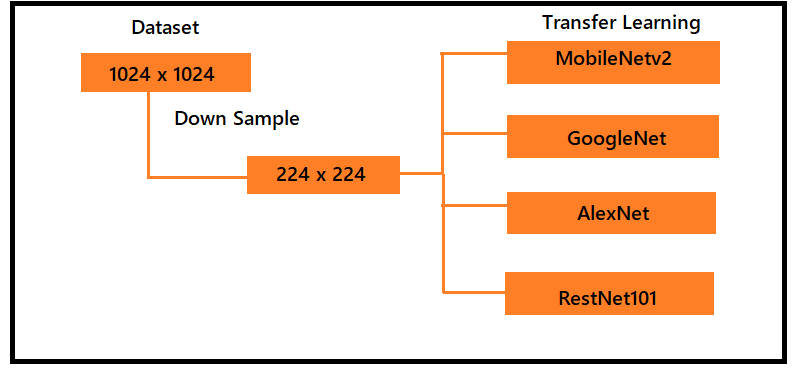 Dataset
1024 x 1024
Down Sample
224 x 224
Transfer Learning
MobileNetv2
GoogleNet
AlexNet
RestNet101